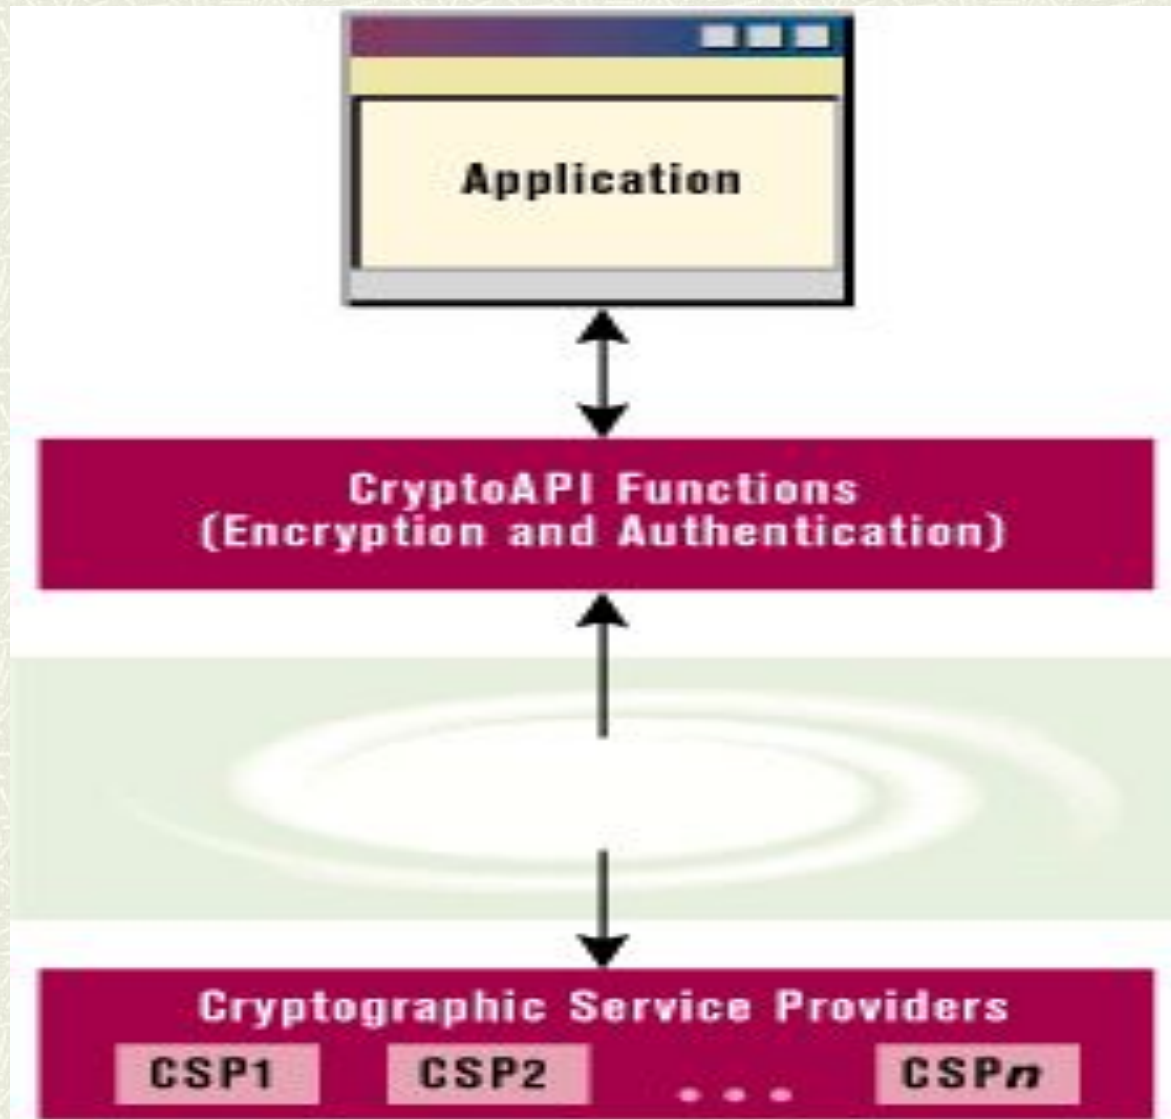 Application
CryptoAPI Functions
(Encryption and Authentication)
Cryptographic Service Providers
CSP1 CSP2 ... CSPn